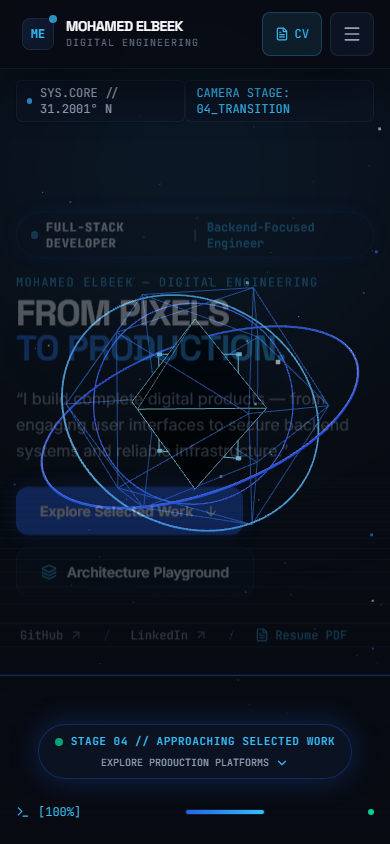 ME
MOHAMED ELBEEK
DIGITAL ENGINEERING
CV
SYS.CORE //
31.2001° N
CAMERA STAGE:
04_TRANSITION
FULL-STACK
DEVELOPER
|
Backend-Focused
Engineer
MOHAMED ELBEEK — DIGITAL ENGINEERING
FROM PIXELS
TO PRODUCTION.
“I build complete digital products — from
engaging user interfaces to secure backend
systems and reliable infrastructure.”
Explore Selected Work ↓
Architecture Playground
GitHub ↗ / LinkedIn ↗ / Resume PDF
STAGE 04 // APPROACHING SELECTED WORK
EXPLORE PRODUCTION PLATFORMS
[100%]